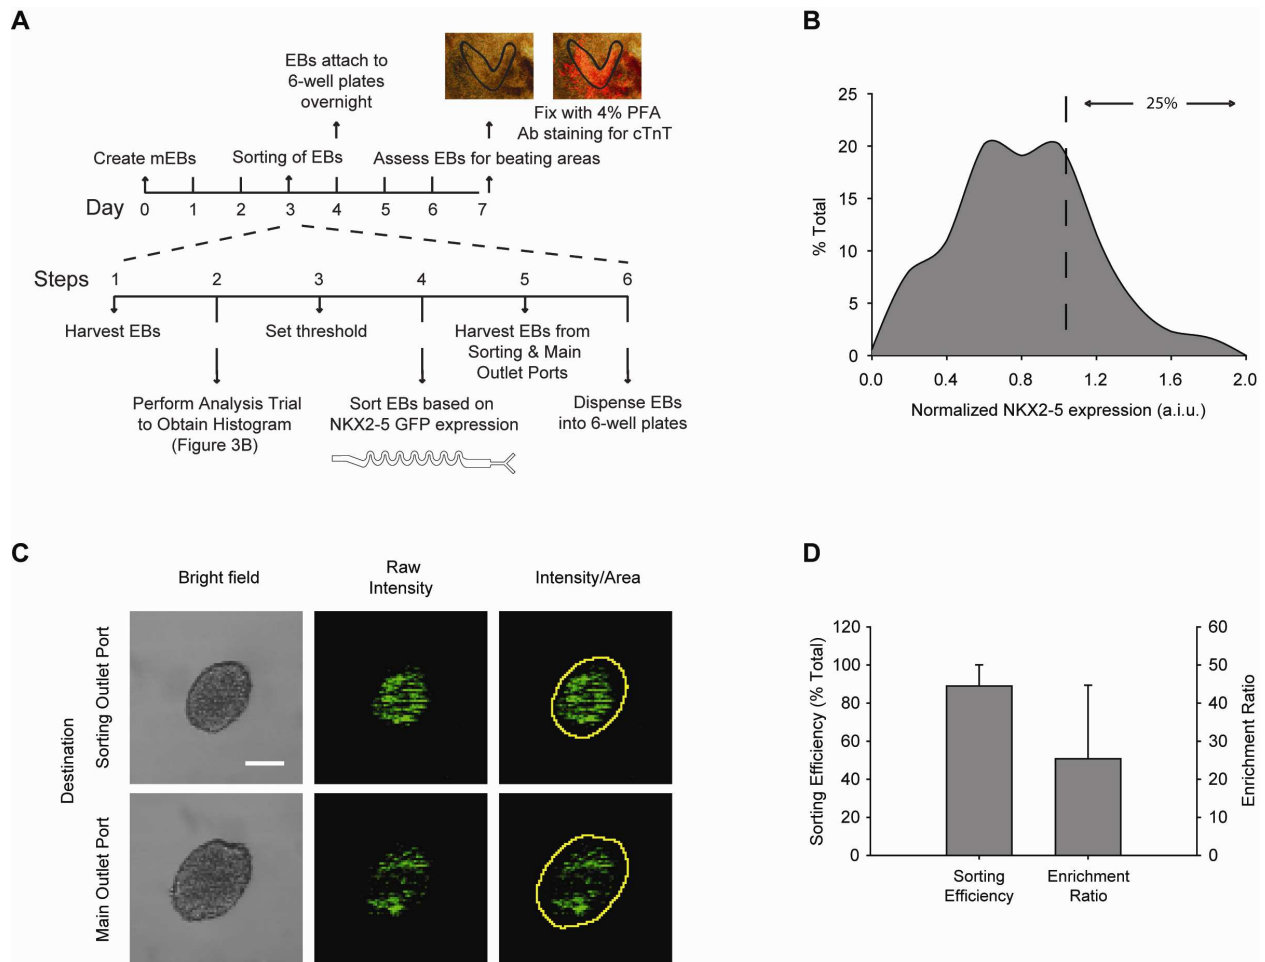 A
EBs attach to
6-well plates
overnight
Fix with 4% PFA
Ab staining for cTnT
Create mEBs
Sorting of EBs
Assess EBs for beating areas
Day 0 1 2 3 4 5 6 7
Steps 1 2 3 4 5 6
Harvest EBs
Set threshold
Harvest EBs from
Sorting & Main
Outlet Ports
Perform Analysis Trial
to Obtain Histogram
(Figure 3B)
Sort EBs based on
NKX2-5 GFP expression
Dispense EBs
into 6-well plates
B
25%
25
20
15
10
5
0
% Total
0.0 0.4 0.8 1.2 1.6 2.0
Normalized NKX2-5 expression (a.i.u.)
C
Bright field
Raw
Intensity
Intensity/Area
Destination
Sorting Outlet Port
Main Outlet Port
D
120
100
80
60
40
20
0
Sorting Efficiency (% Total)
60
50
40
30
20
10
0
Enrichment Ratio
Sorting
Efficiency
Enrichment
Ratio